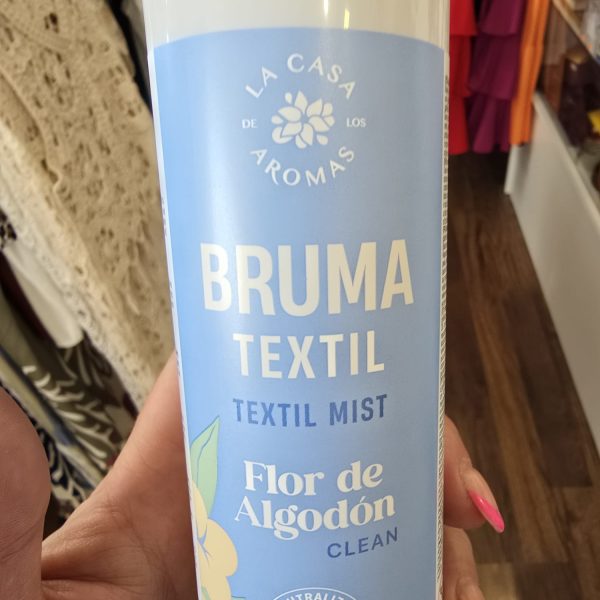 LA CASA
DE LOS
AROMAS
BRUMA
TEXTIL
TEXTIL MIST
Flor de
Algodón
CLEAN